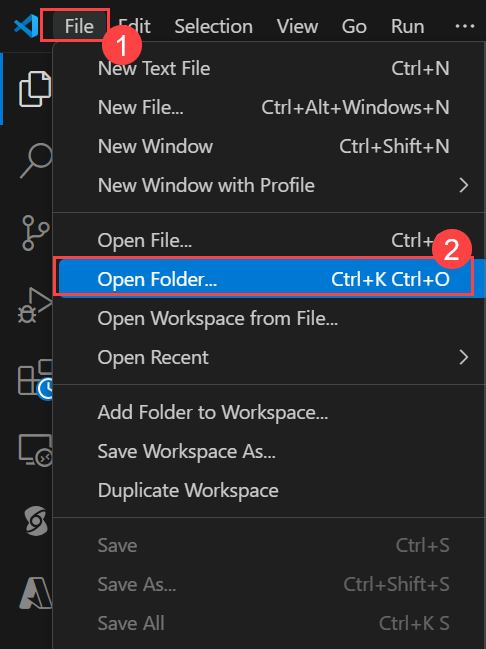 File Edit Selection View Go Run ...
1
New Text File Ctrl+N
New File... Ctrl+Alt+Windows+N
New Window Ctrl+Shift+N
New Window with Profile
Open File... Ctrl+
2
Open Folder... Ctrl+K Ctrl+O
Open Workspace from File...
Open Recent
Add Folder to Workspace...
Save Workspace As...
Duplicate Workspace
Save Ctrl+S
Save As... Ctrl+Shift+S
Save All Ctrl+K S